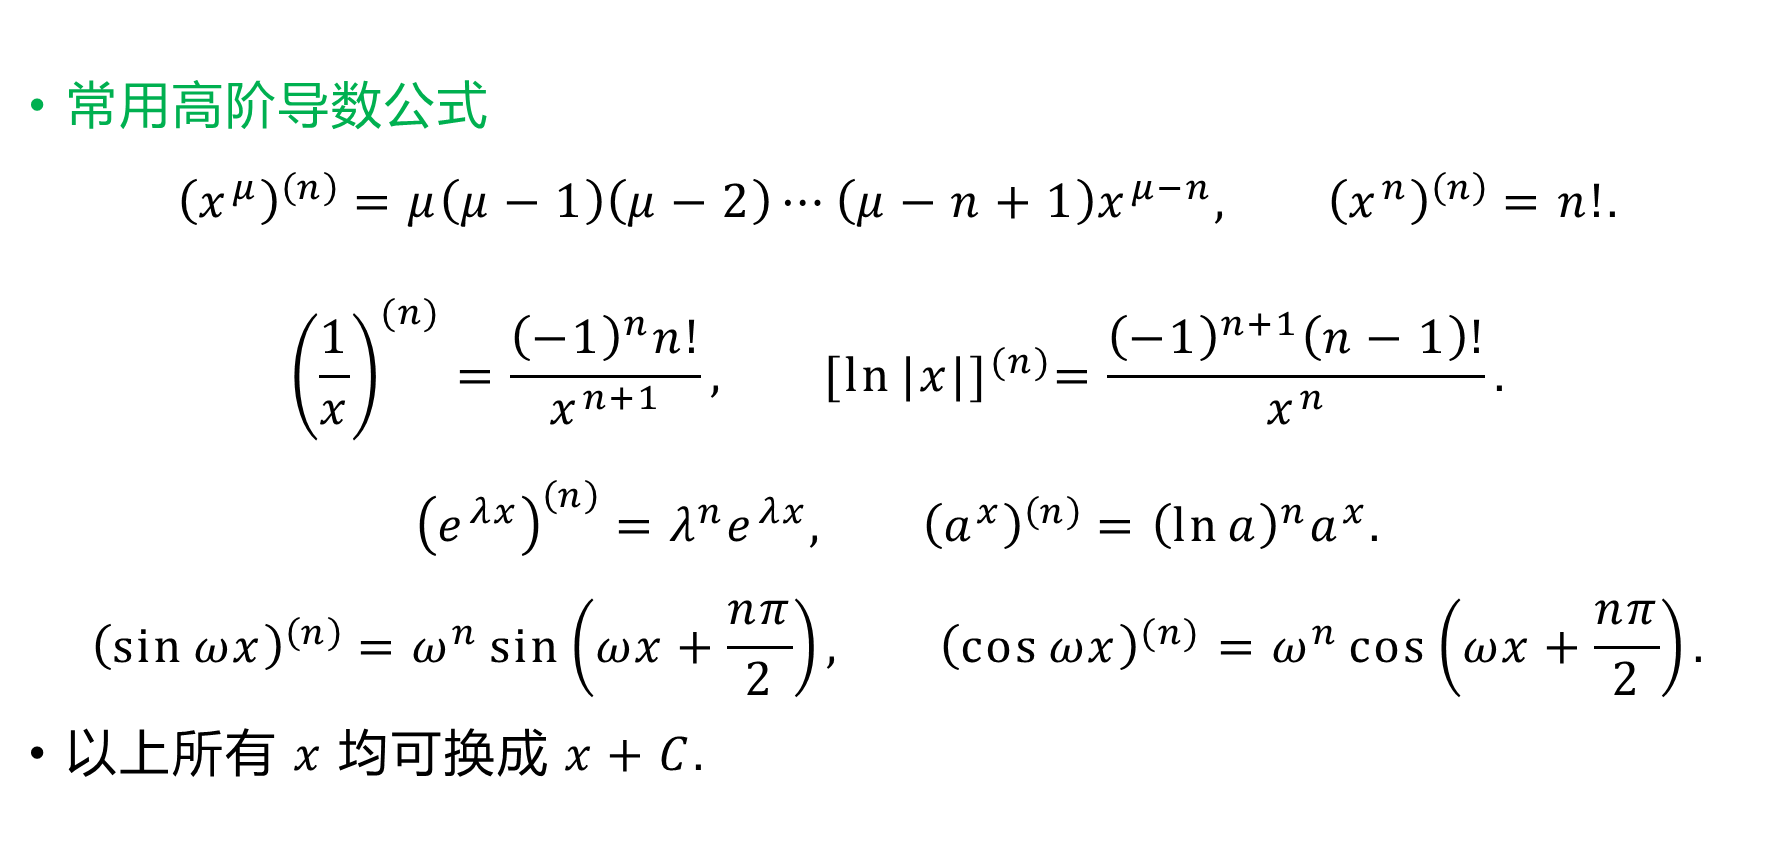 • 常用高阶导数公式
(x^μ)^(n) = μ(μ − 1)(μ − 2) ⋯ (μ − n + 1)x^{μ−n}, (x^n)^(n) = n!.
(1/x)^(n) = (−1)^n n!/x^{n+1}, [ln |x|]^(n) = (−1)^{n+1}(n − 1)!/x^n.
(e^{λx})^(n) = λ^n e^{λx}, (a^x)^(n) = (ln a)^n a^x.
(sin ωx)^(n) = ω^n sin (ωx + nπ/2), (cos ωx)^(n) = ω^n cos (ωx + nπ/2).
• 以上所有 x 均可换成 x + C.